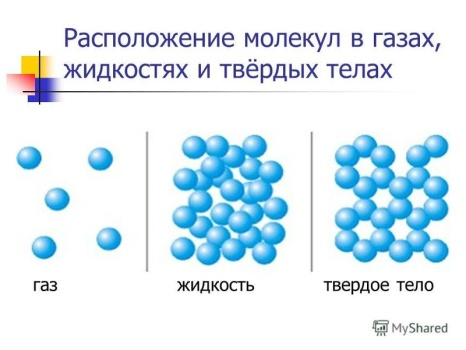 Расположение молекул в газах,
жидкостях и твёрдых телах
газ жидкость твердое тело
MyShared